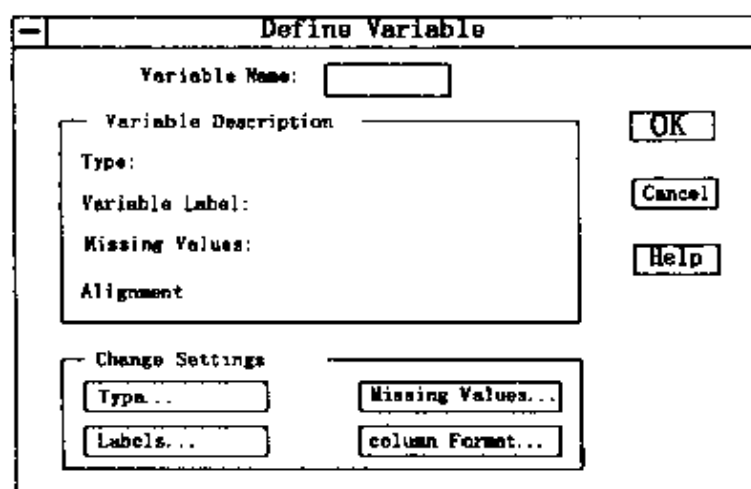 Define Variable
Variable Name:
Variable Description
OK
Type:
Variable Label:
Cancel
Missing Values:
Help
Alignment
Change Settings
Type... Missing Values...
Labels... column Format...